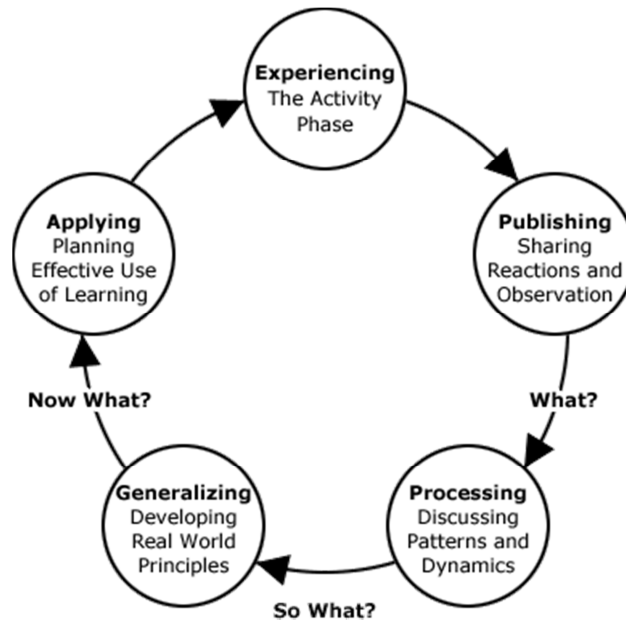 Experiencing
The Activity
Phase
Publishing
Sharing
Reactions and
Observation
What?
Processing
Discussing
Patterns and
Dynamics
So What?
Generalizing
Developing
Real World
Principles
Now What?
Applying
Planning
Effective Use
of Learning